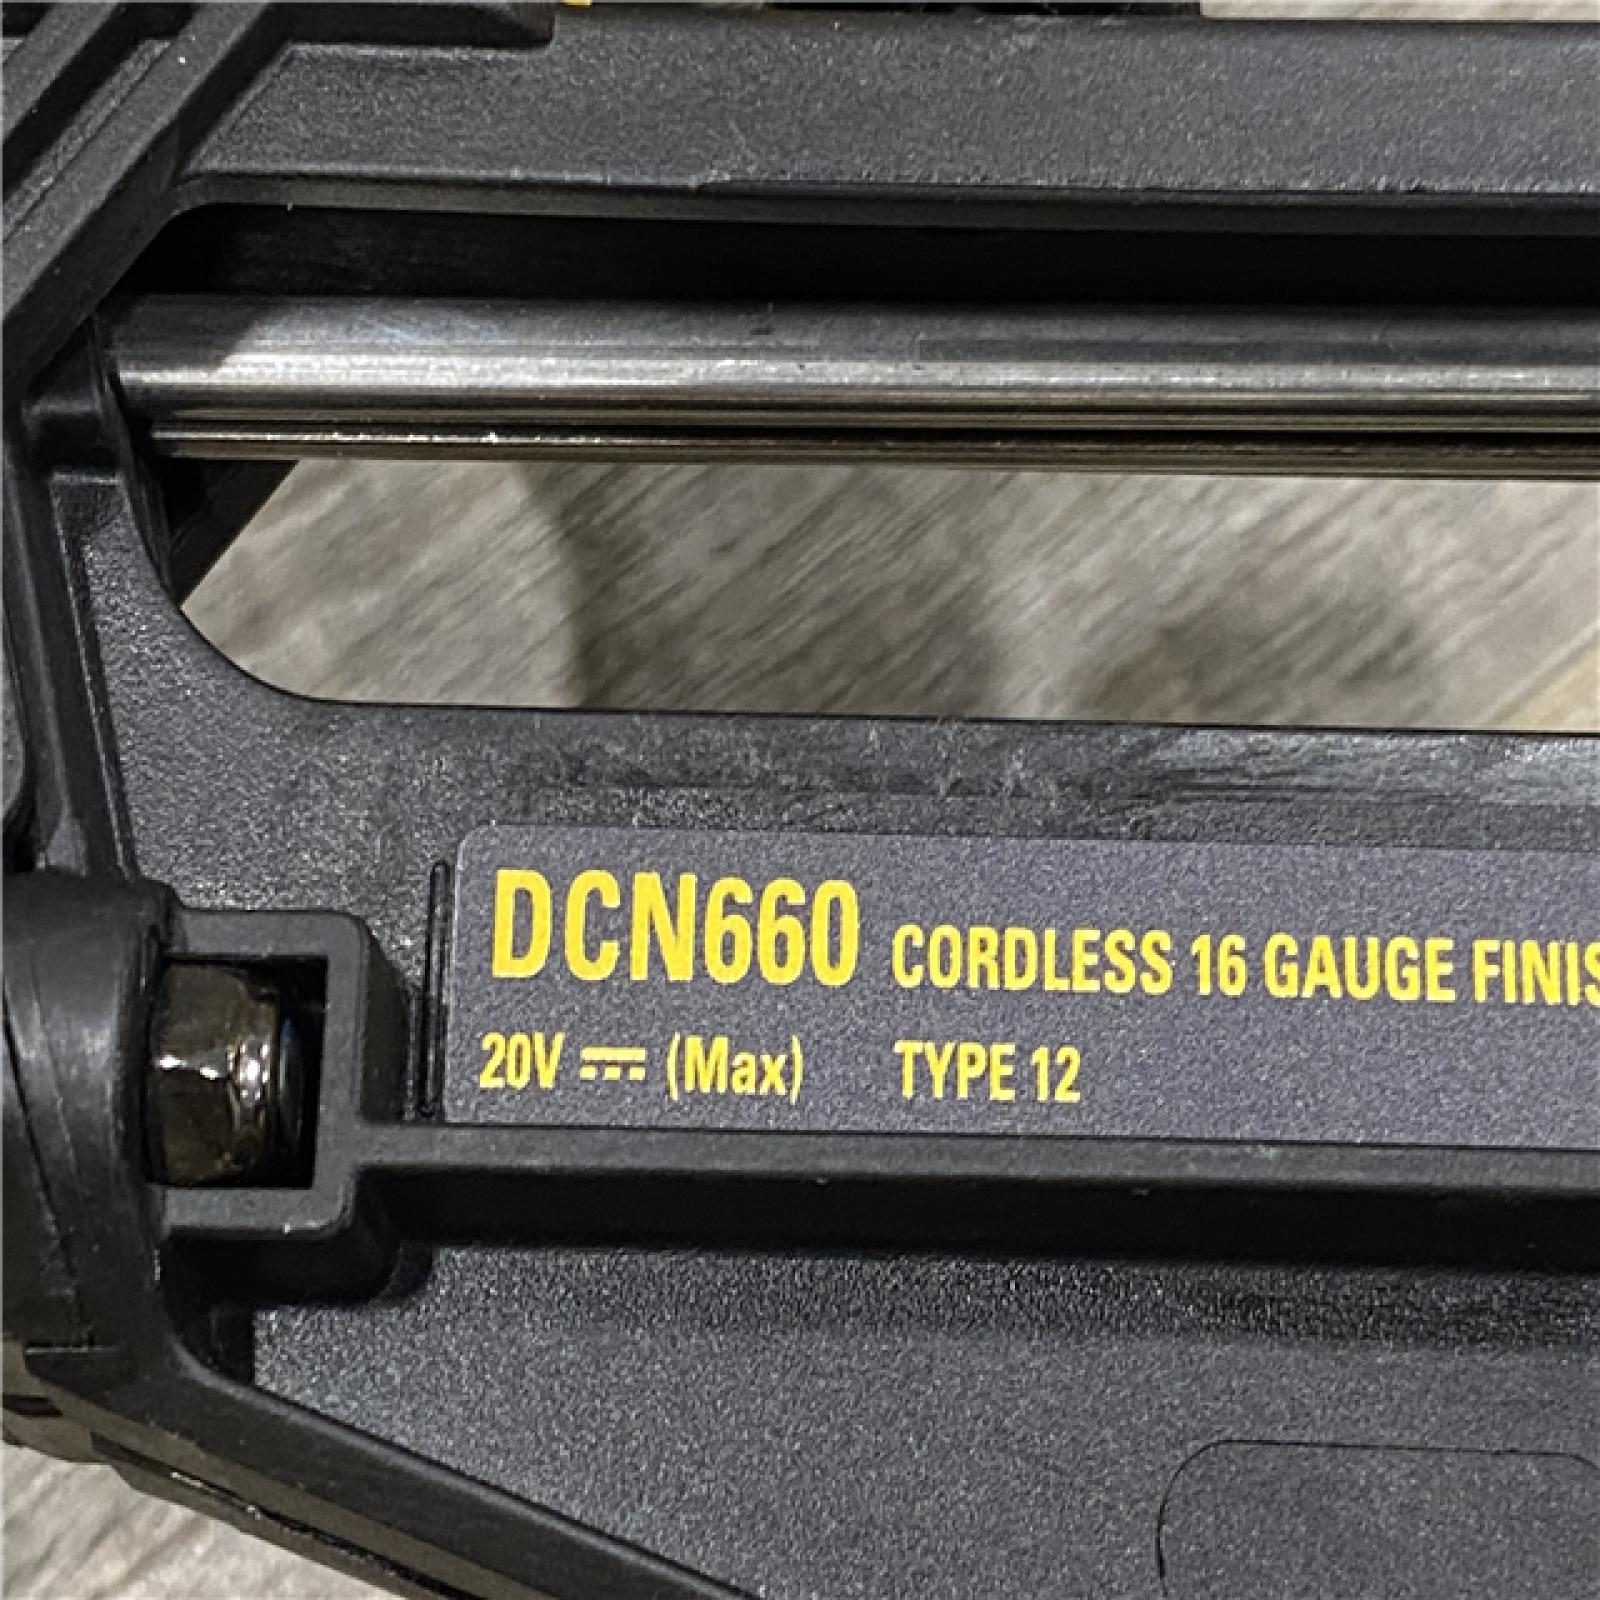 DCN660 CORDLESS 16 GAUGE FINIS
20V ⎓ (Max) TYPE 12